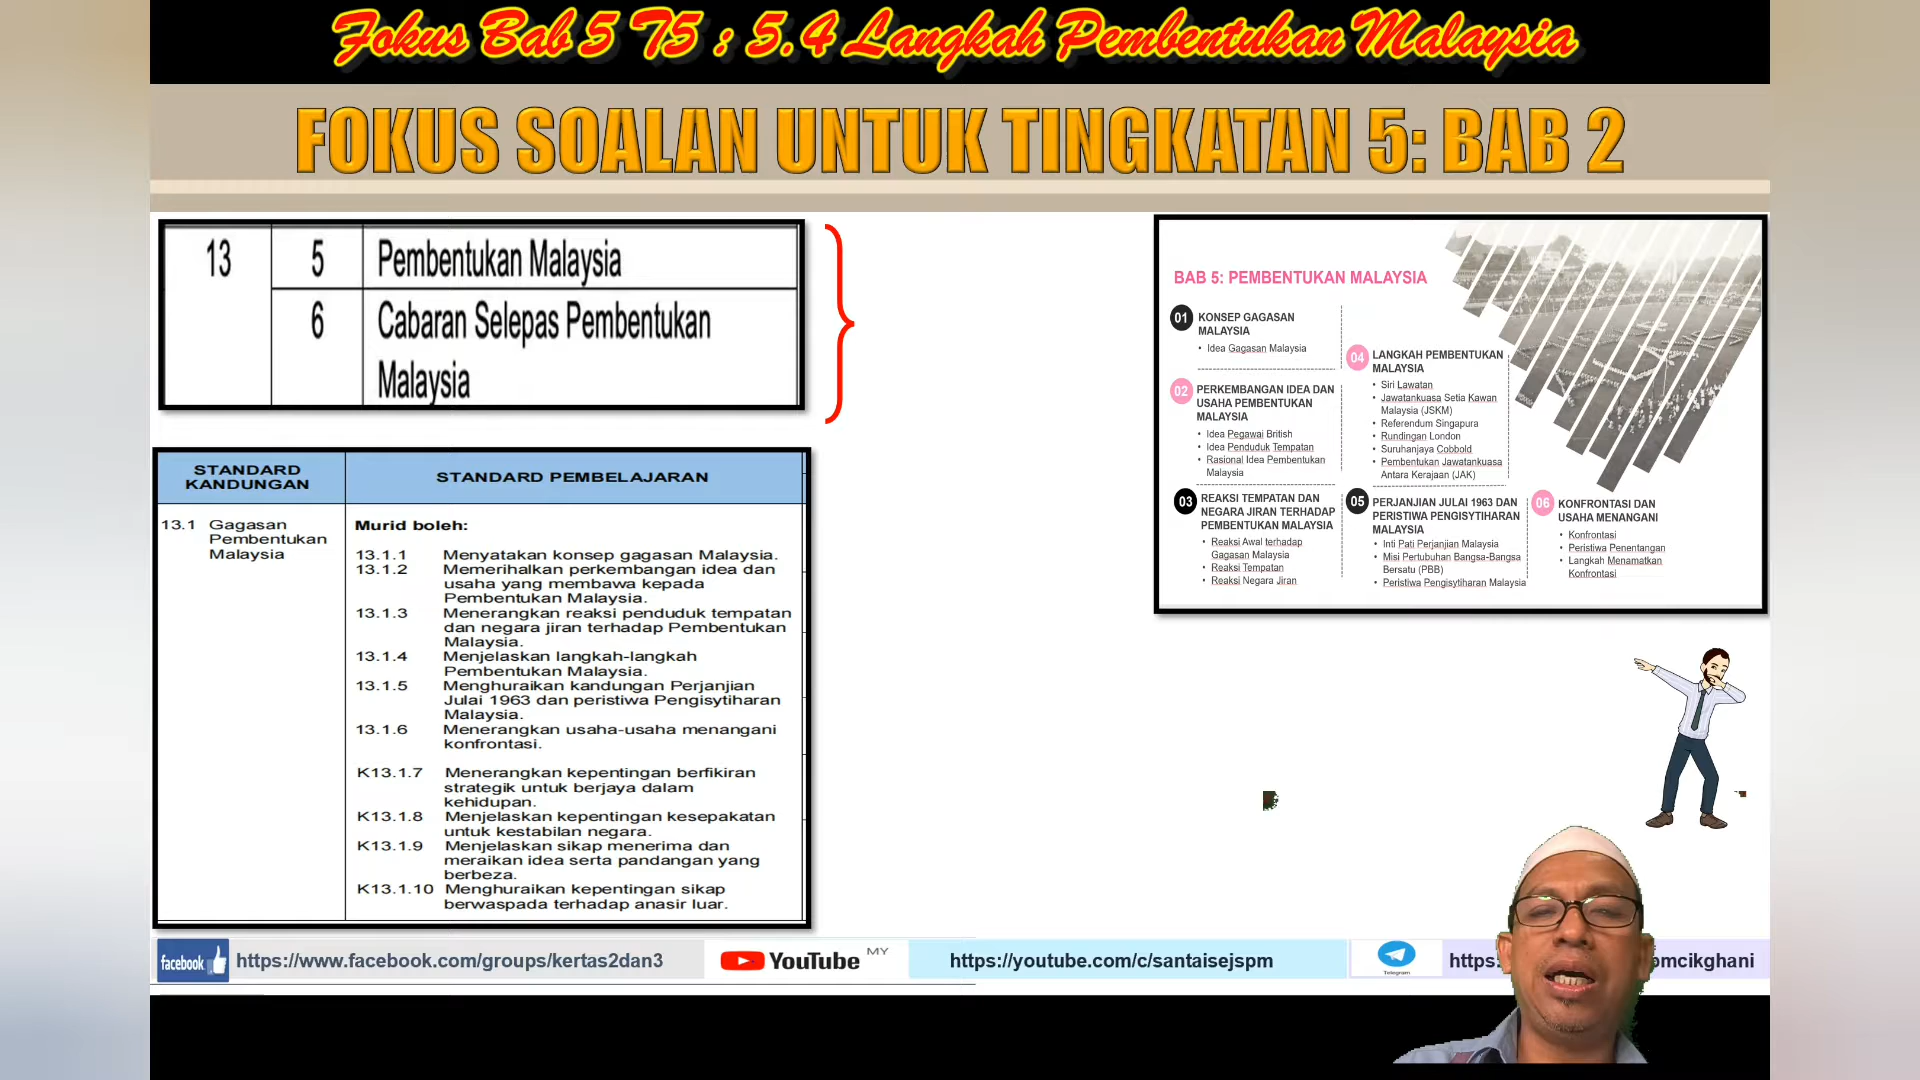 Fokus Bab 5 T5 : 5.4 Langkah Pembentukan Malaysia
FOKUS SOALAN UNTUK TINGKATAN 5: BAB 2
13 5 Pembentukan Malaysia
6 Cabaran Selepas Pembentukan
Malaysia
STANDARD
KANDUNGAN
STANDARD PEMBELAJARAN
13.1 Gagasan
Pembentukan
Malaysia
Murid boleh:
13.1.1 Menyatakan konsep gagasan Malaysia.
13.1.2 Memerihalkan perkembangan idea dan
usaha yang membawa kepada
Pembentukan Malaysia.
13.1.3 Menerangkan reaksi penduduk tempatan
dan negara jiran terhadap Pembentukan
Malaysia.
13.1.4 Menjelaskan langkah-langkah
Pembentukan Malaysia.
13.1.5 Menghuraikan kandungan Perjanjian
Julai 1963 dan peristiwa Pengisytiharan
Malaysia.
13.1.6 Menerangkan usaha-usaha menangani
konfrontasi.
K13.1.7 Menerangkan kepentingan berfikiran
strategik untuk berjaya dalam
kehidupan.
K13.1.8 Menjelaskan kepentingan kesepakatan
untuk kestabilan negara.
K13.1.9 Menjelaskan sikap menerima dan
meraikan idea serta pandangan yang
berbeza.
K13.1.10 Menghuraikan kepentingan sikap
berwaspada terhadap anasir luar.
BAB 5: PEMBENTUKAN MALAYSIA
01 KONSEP GAGASAN
MALAYSIA
• Idea Gagasan Malaysia
02 PERKEMBANGAN IDEA DAN
USAHA PEMBENTUKAN
MALAYSIA
• Idea Pegawai British
• Idea Penduduk Tempatan
• Rasional Idea Pembentukan
Malaysia
03 REAKSI TEMPATAN DAN
NEGARA JIRAN TERHADAP
PEMBENTUKAN MALAYSIA
• Reaksi Awal terhadap
Gagasan Malaysia
• Reaksi Tempatan
• Reaksi Negara Jiran
04 LANGKAH PEMBENTUKAN
MALAYSIA
• Siri Lawatan
• Jawatankuasa Setia Kawan
Malaysia (JSKM)
• Referendum Singapura
• Rundingan London
• Suruhanjaya Cobbold
• Pembentukan Jawatankuasa
Antara Kerajaan (JAK)
05 PERJANJIAN JULAI 1963 DAN
PERISTIWA PENGISYTIHARAN
MALAYSIA
• Inti Pati Perjanjian Malaysia
• Misi Pertubuhan Bangsa-Bangsa
Bersatu (PBB)
• Peristiwa Pengisytiharan Malaysia
06 KONFRONTASI DAN
USAHA MENANGANI
• Konfrontasi
• Peristiwa Penentangan
• Langkah Menamatkan
Konfrontasi
facebook https://www.facebook.com/groups/kertas2dan3 YouTube MY https://youtube.com/c/santaisejspm Telegram https: omcikghani